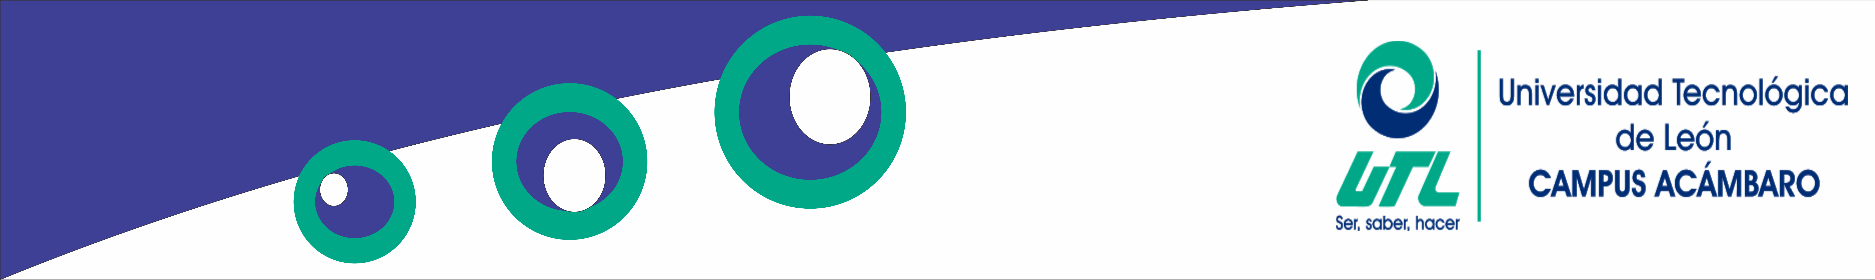 UTL
Ser, saber, hacer
Universidad Tecnológica
de León
CAMPUS ACÁMBARO